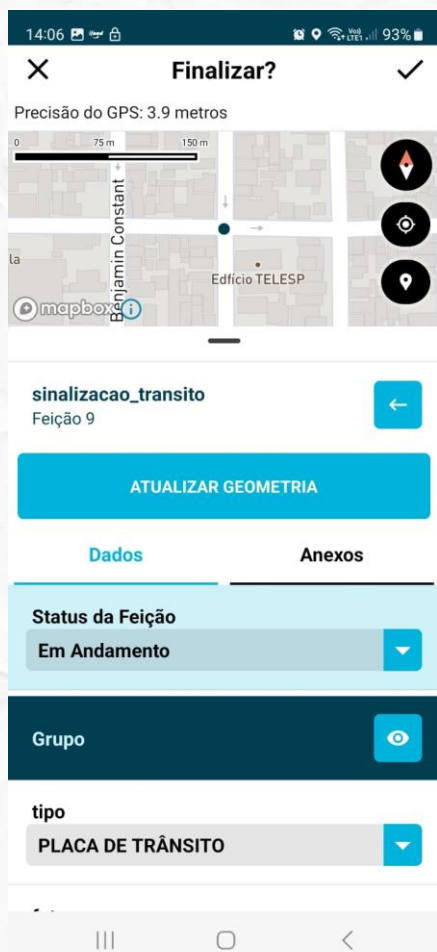 14:06 93%
Finalizar?
Precisão do GPS: 3.9 metros
0 75 m 150 m
Benjamin Constant
la
Edifício TELESP
mapbox
sinalizacao_transito
Feição 9
ATUALIZAR GEOMETRIA
Dados Anexos
Status da Feição
Em Andamento
Grupo
tipo
PLACA DE TRÂNSITO